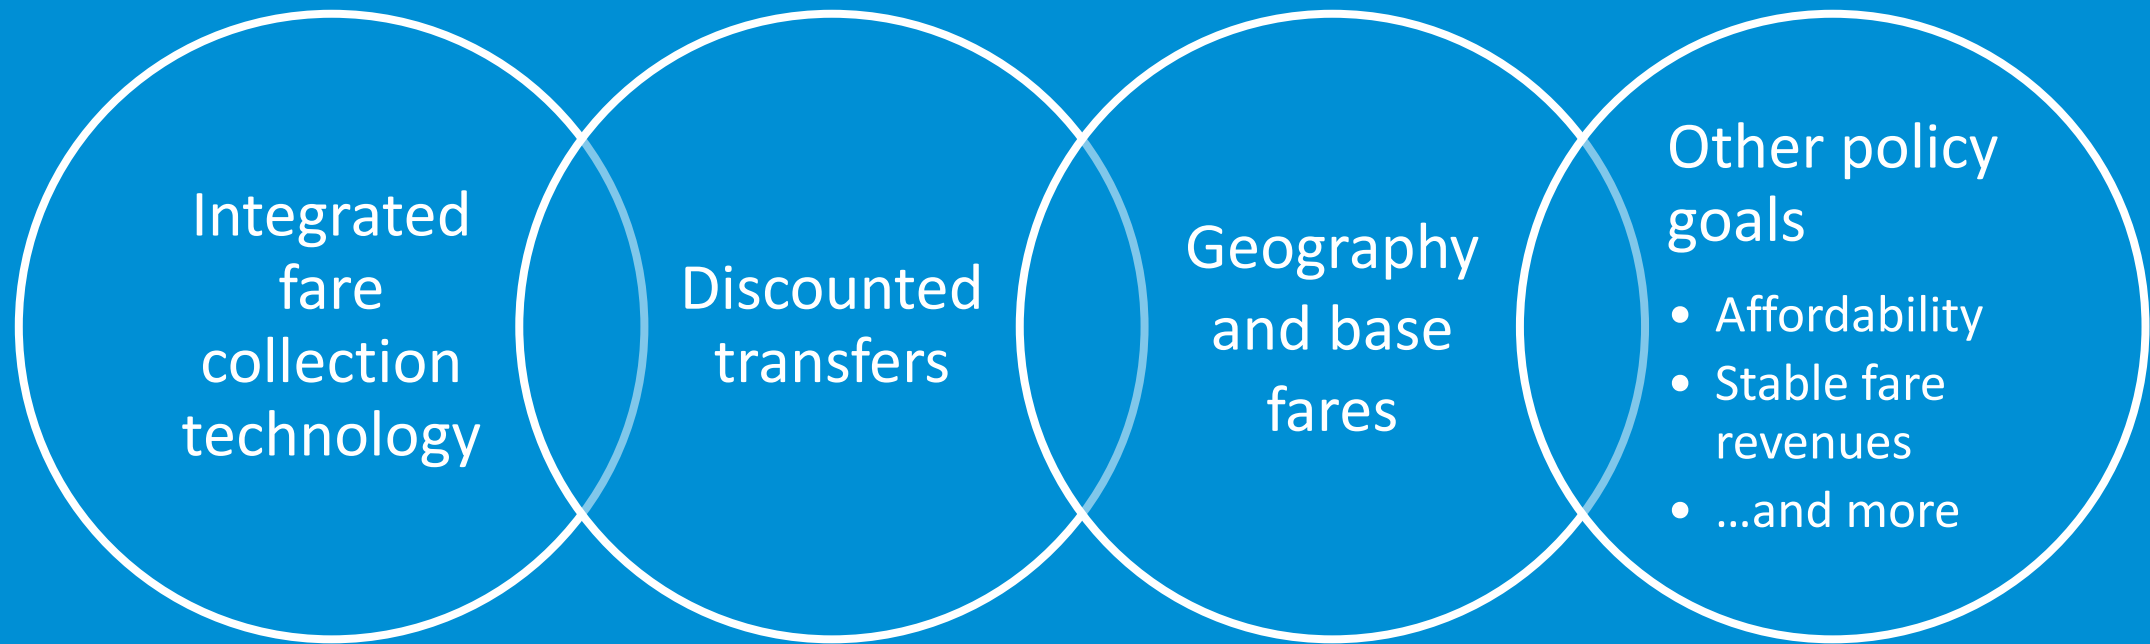 Integrated
fare
collection
technology
Discounted
transfers
Geography
and base
fares
Other policy
goals
• Affordability
• Stable fare
revenues
• ...and more